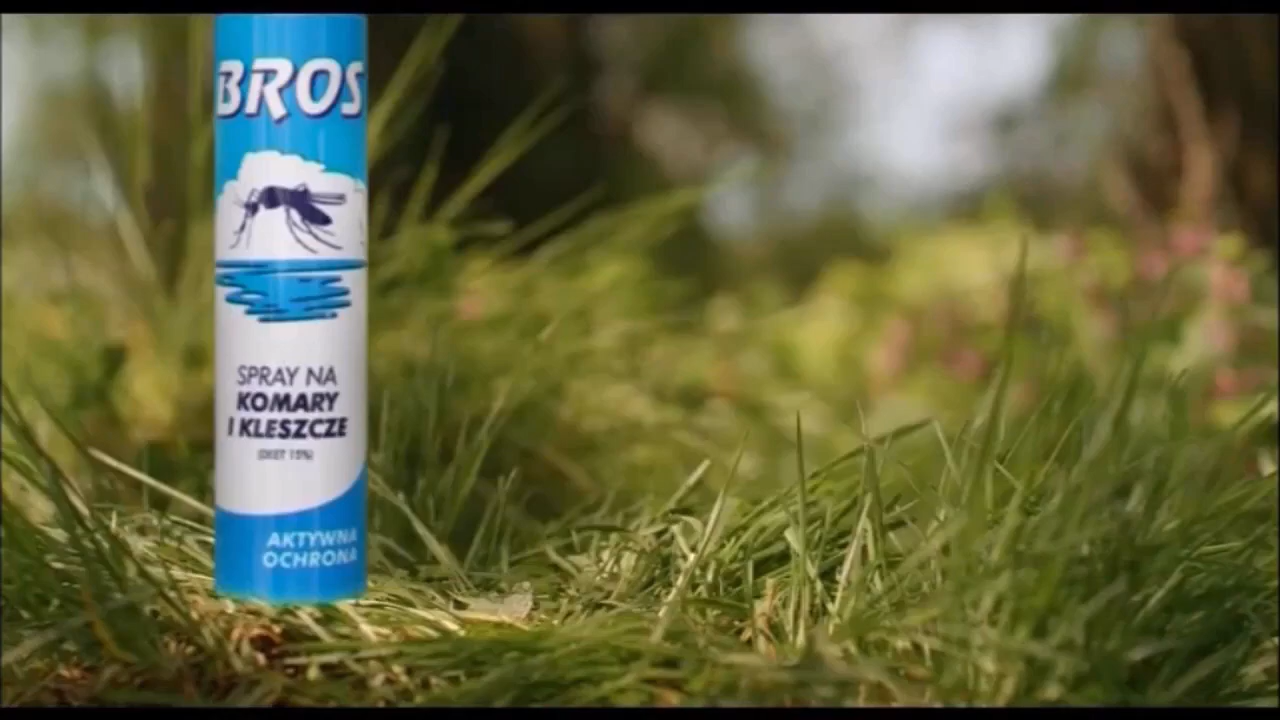 BROS
SPRAY NA
KOMARY
I KLESZCZE
(DEET 15%)
AKTYWNA
OCHRONA